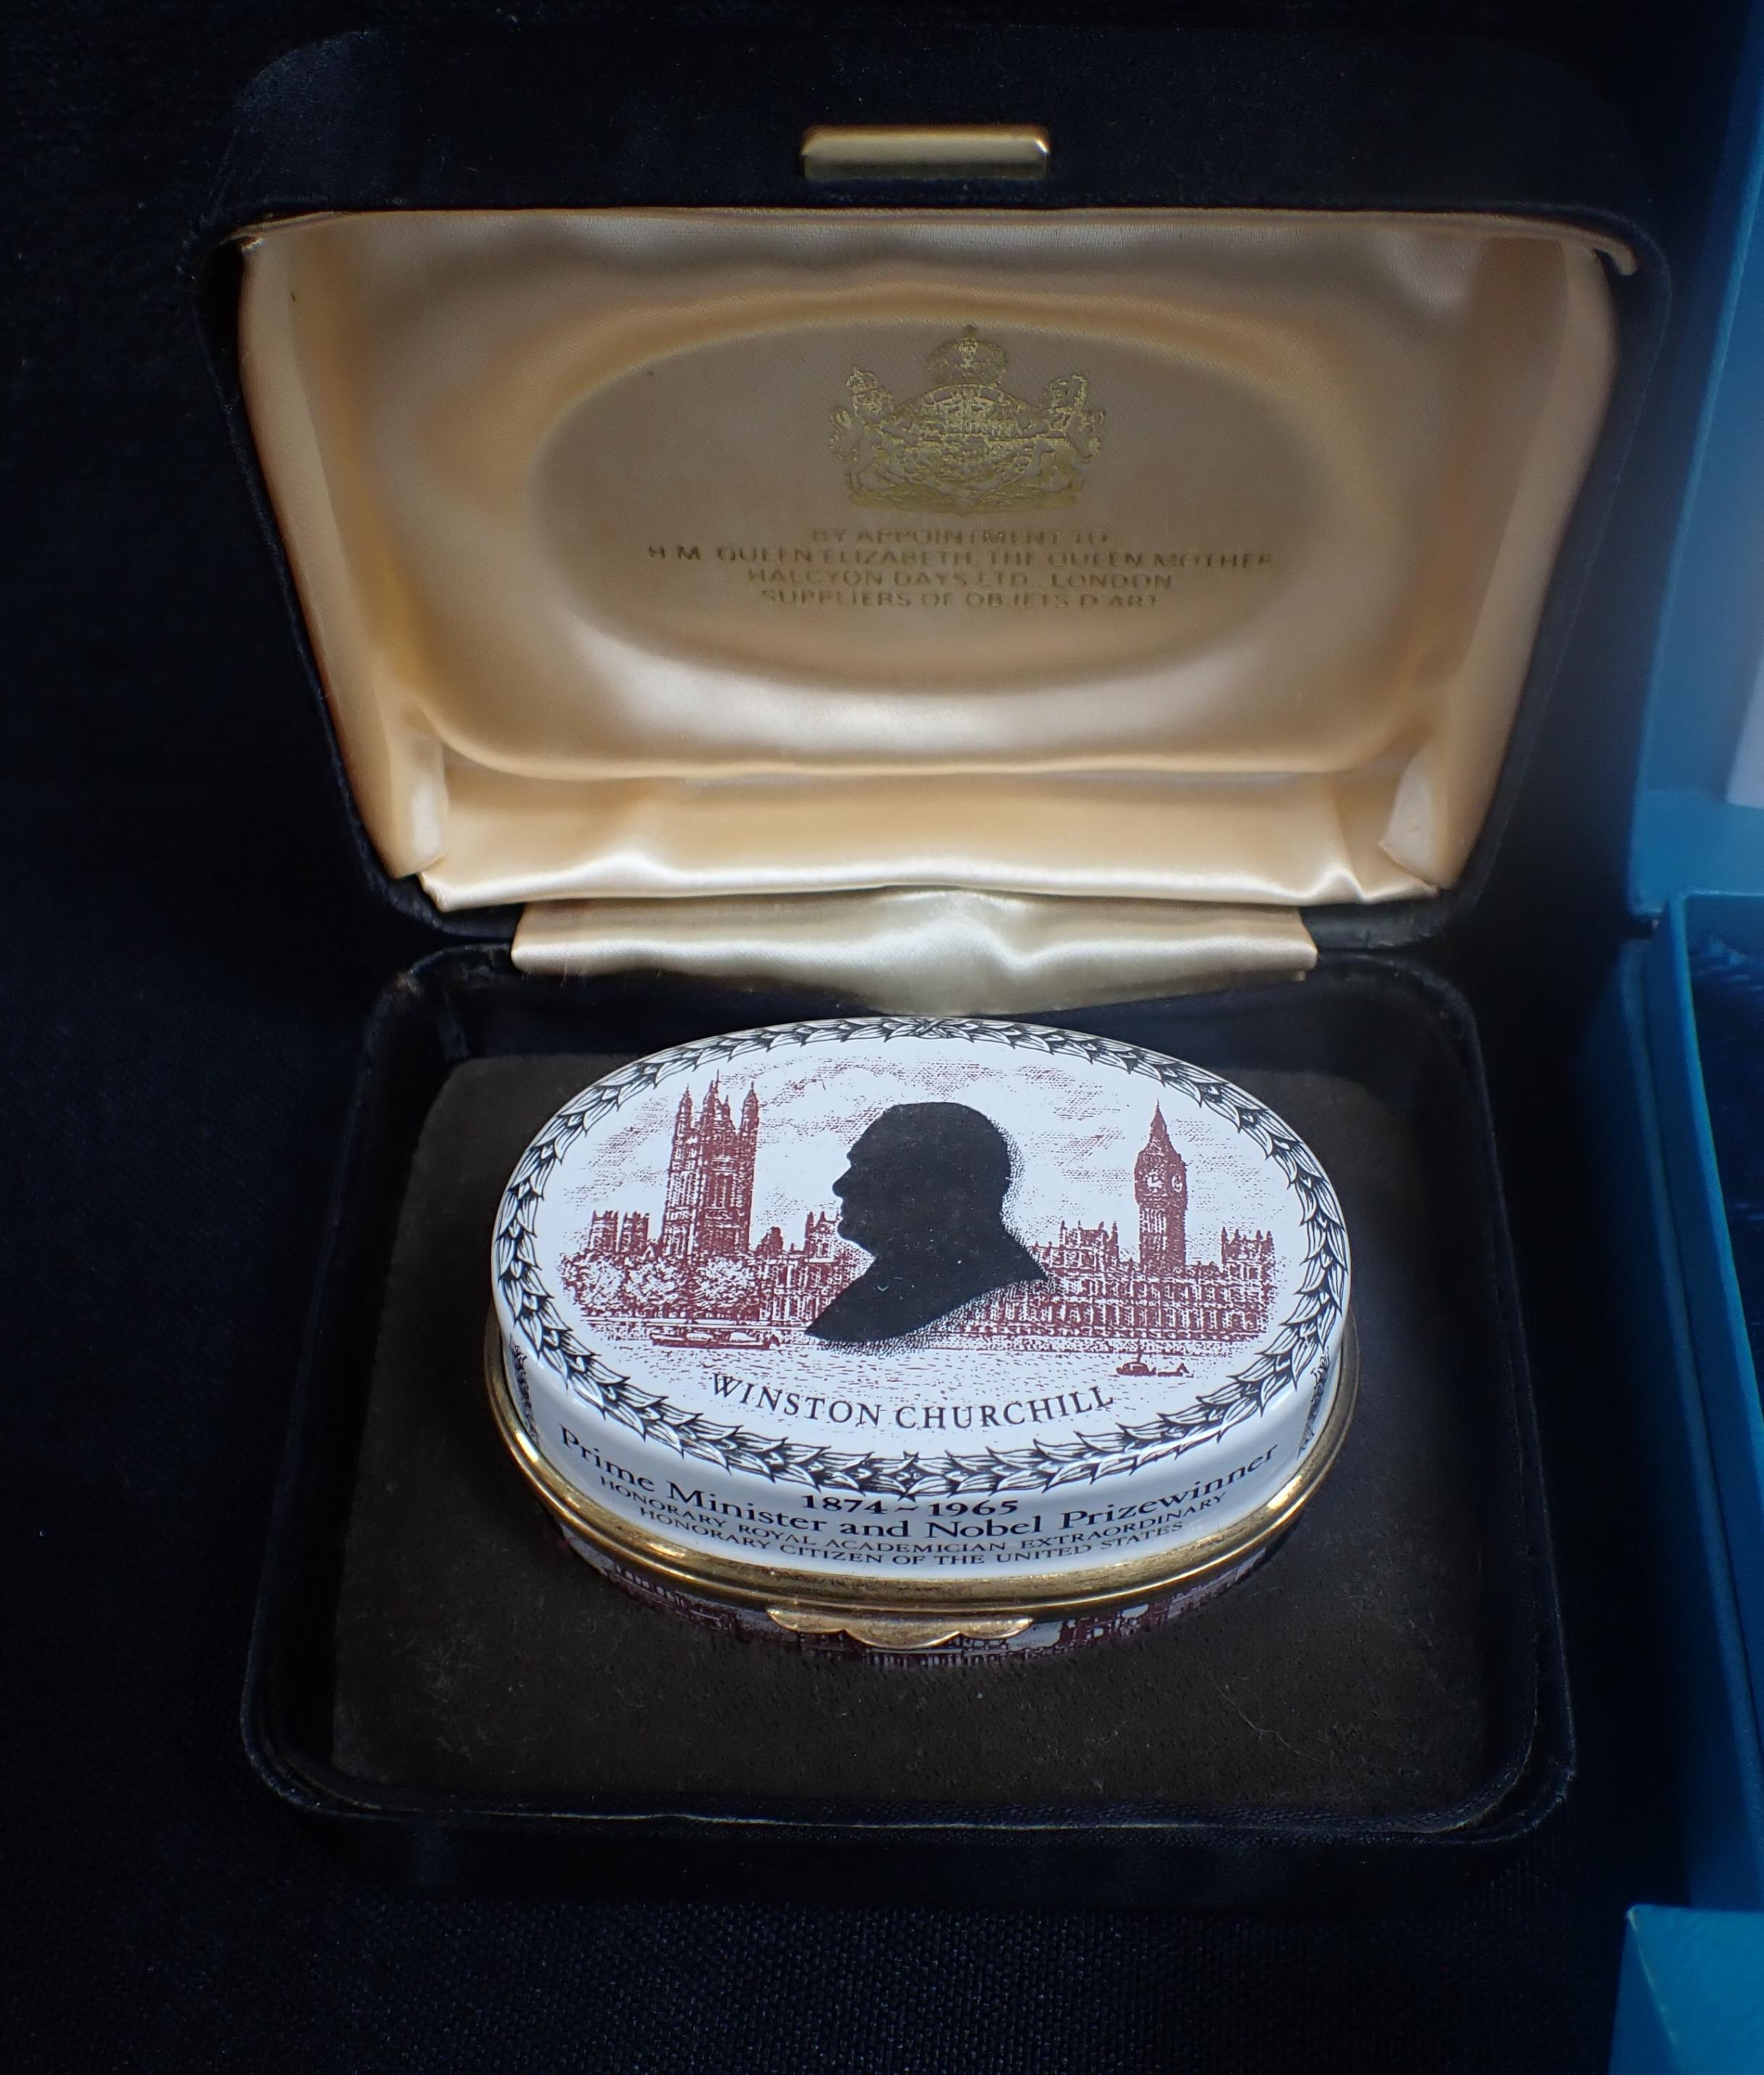 BY APPOINTMENT TO
H.M. QUEEN ELIZABETH, THE QUEEN MOTHER
HALCYON DAYS LTD., LONDON
SUPPLIERS OF OBJETS D'ART
WINSTON CHURCHILL
1874~1965
Prime Minister and Nobel Prizewinner
HONORARY ROYAL ACADEMICIAN EXTRAORDINARY
HONORARY CITIZEN OF THE UNITED STATES